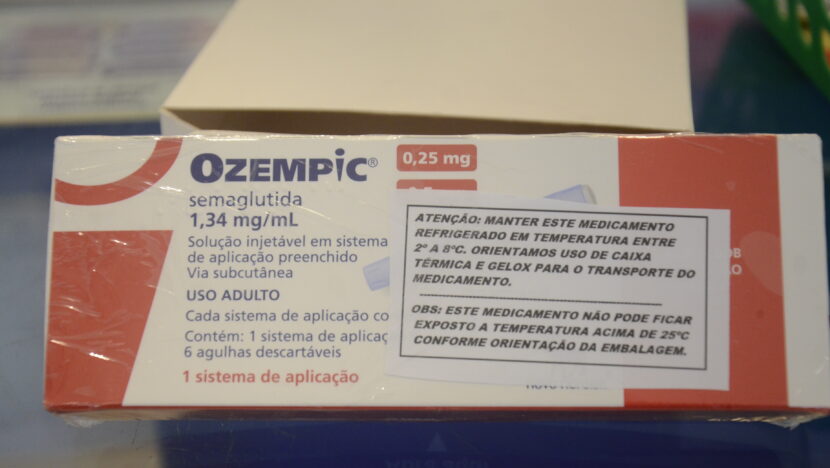 OZEMPIC®
0,25 mg
semaglutida
1,34 mg/mL
Solução injetável em sistema
de aplicação preenchido
Via subcutânea
USO ADULTO
Cada sistema de aplicação
Contém: 1 sistema de
6 agulhas descartáveis
1 sistema de aplicação
ATENÇÃO: MANTER ESTE MEDICAMENTO
REFRIGERADO EM TEMPERATURA ENTRE
2º A 8ºC. ORIENTAMOS USO DE CAIXA
TÉRMICA E GELOX PARA O TRANSPORTE DO
MEDICAMENTO.
OBS: ESTE MEDICAMENTO NÃO PODE FICAR
EXPOSTO A TEMPERATURA ACIMA DE 25ºC
CONFORME ORIENTAÇÃO DA EMBALAGEM.